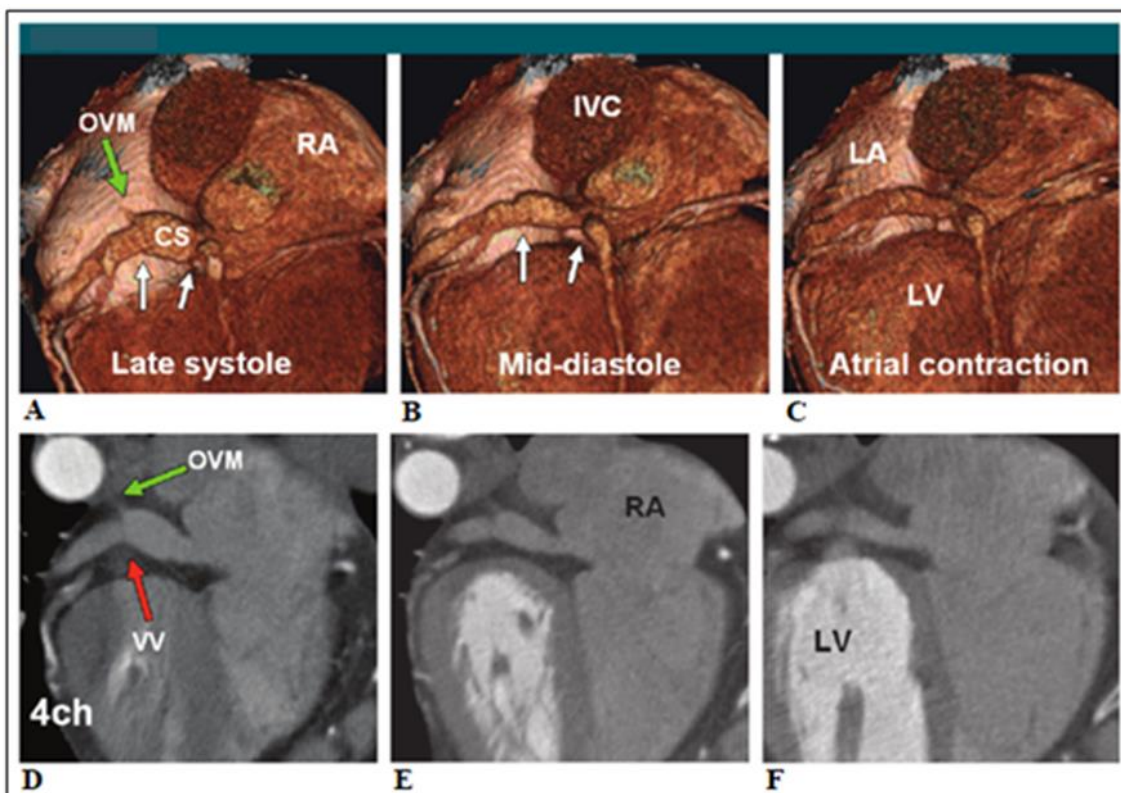 OVM
RA
CS
Late systole
A
IVC
Mid-diastole
B
LA
LV
Atrial contraction
C
OVM
VV
4ch
D
RA
E
LV
F